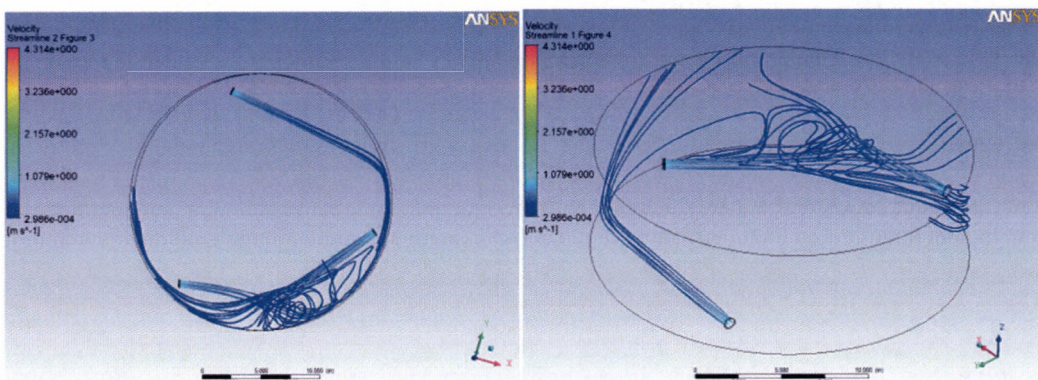 ANSYS
Velocity
Streamline 2 Figure 3
4.314e+000
3.236e+000
2.157e+000
1.079e+000
2.986e-004
[m s^-1]
Y
X
0 5.000 10.000 (m)
ANSYS
Velocity
Streamline 1 Figure 4
4.314e+000
3.236e+000
2.157e+000
1.079e+000
2.986e-004
[m s^-1]
Z
X
Y
0 5.000 10.000 (m)